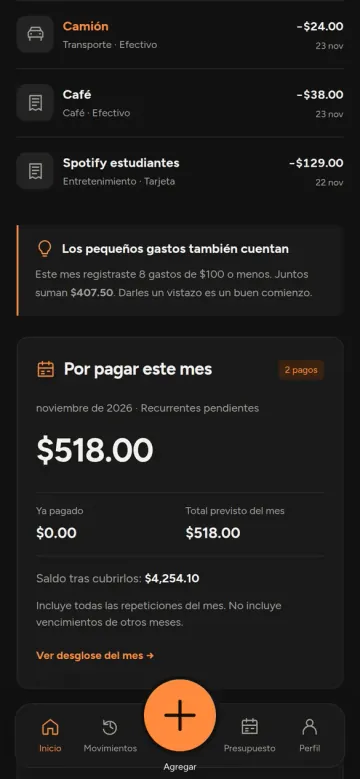 Camión
−$24.00
Transporte · Efectivo
23 nov
Café
−$38.00
Café · Efectivo
23 nov
Spotify estudiantes
−$129.00
Entretenimiento · Tarjeta
22 nov
Los pequeños gastos también cuentan
Este mes registraste 8 gastos de $100 o menos. Juntos
suman $407.50. Darles un vistazo es un buen comienzo.
Por pagar este mes
2 pagos
noviembre de 2026 · Recurrentes pendientes
$518.00
Ya pagado
Total previsto del mes
$0.00
$518.00
Saldo tras cubrirlos: $4,254.10
Incluye todas las repeticiones del mes. No incluye
vencimientos de otros meses.
Ver desglose del mes →
Inicio
Movimientos
Agregar
Presupuesto
Perfil